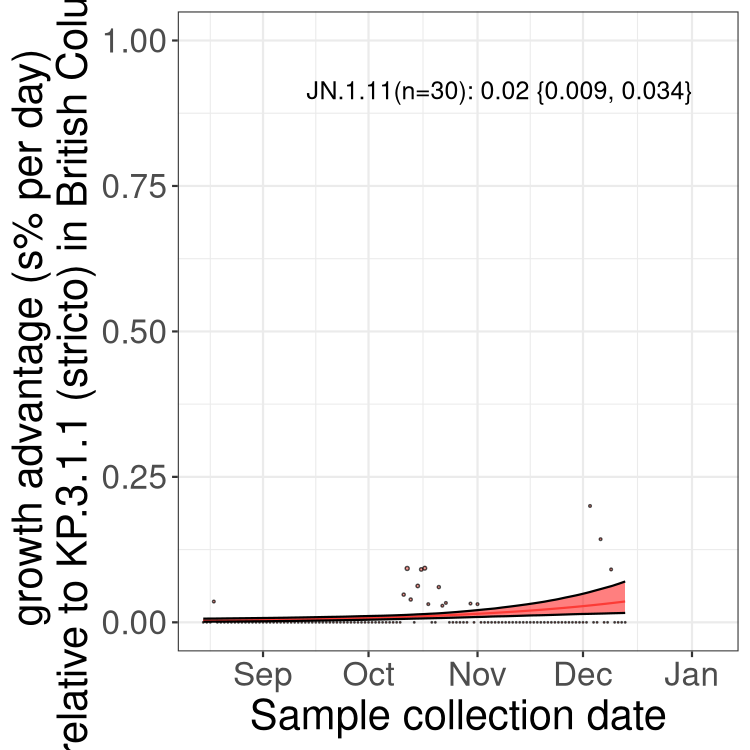 growth advantage (s% per day)
relative to KP.3.1.1 (stricto) in British Colu
1.00
0.75
0.50
0.25
0.00
JN.1.11(n=30): 0.02 {0.009, 0.034}
Sep Oct Nov Dec Jan
Sample collection date